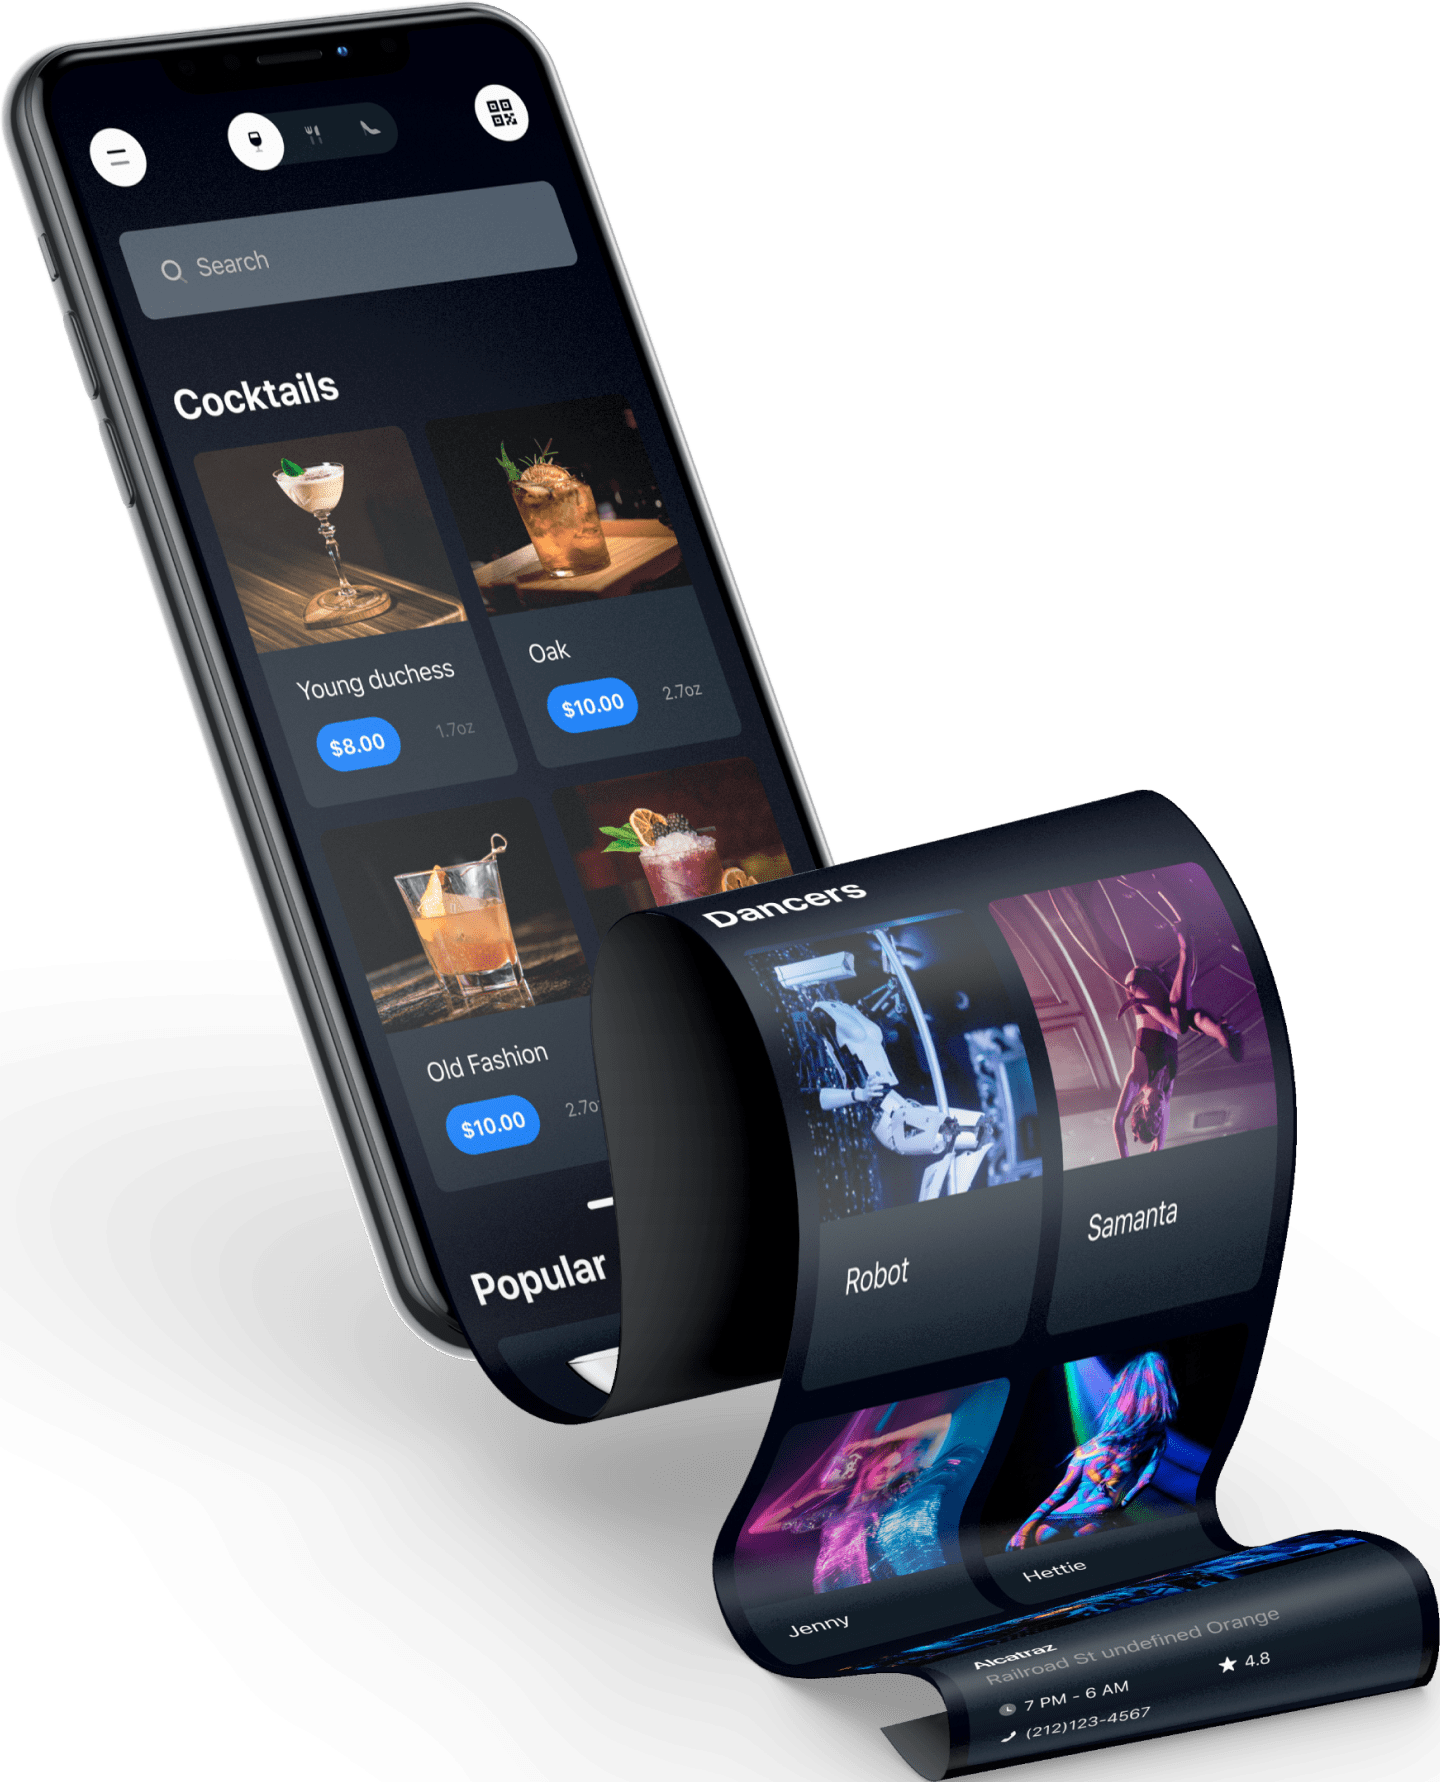 Search
Cocktails
Young duchess
$8.00
1.7oz
Oak
$10.00
2.7oz
Old Fashion
$10.00
2.7o
Popular
Dancers
Robot
Samanta
Jenny
Hettie
Alcatraz
Railroad St undefined Orange
7 PM - 6 AM
4.8
(212)123-4567